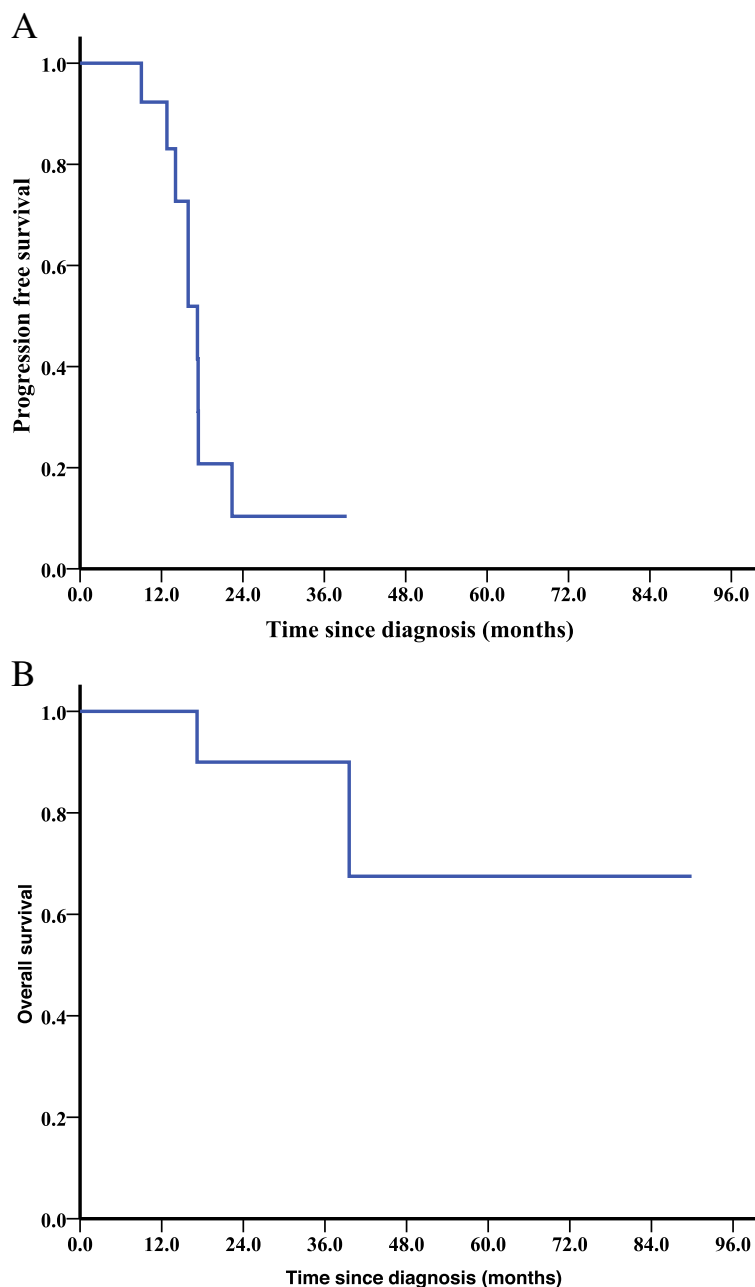 A
1.0
0.8
0.6
0.4
0.2
0.0
Progression free survival
0.0 12.0 24.0 36.0 48.0 60.0 72.0 84.0 96.0
Time since diagnosis (months)
B
1.0
0.8
0.6
0.4
0.2
0.0
Overall survival
0.0 12.0 24.0 36.0 48.0 60.0 72.0 84.0 96.0
Time since diagnosis (months)